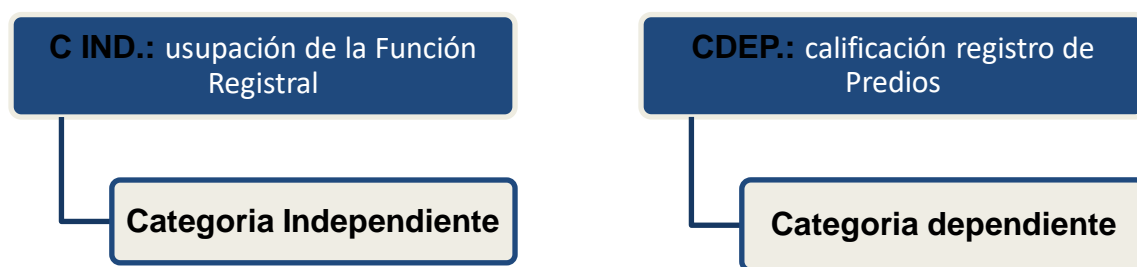 C IND.: usupación de la Función
Registral
Categoria Independiente
CDEP.: calificación registro de
Predios
Categoria dependiente